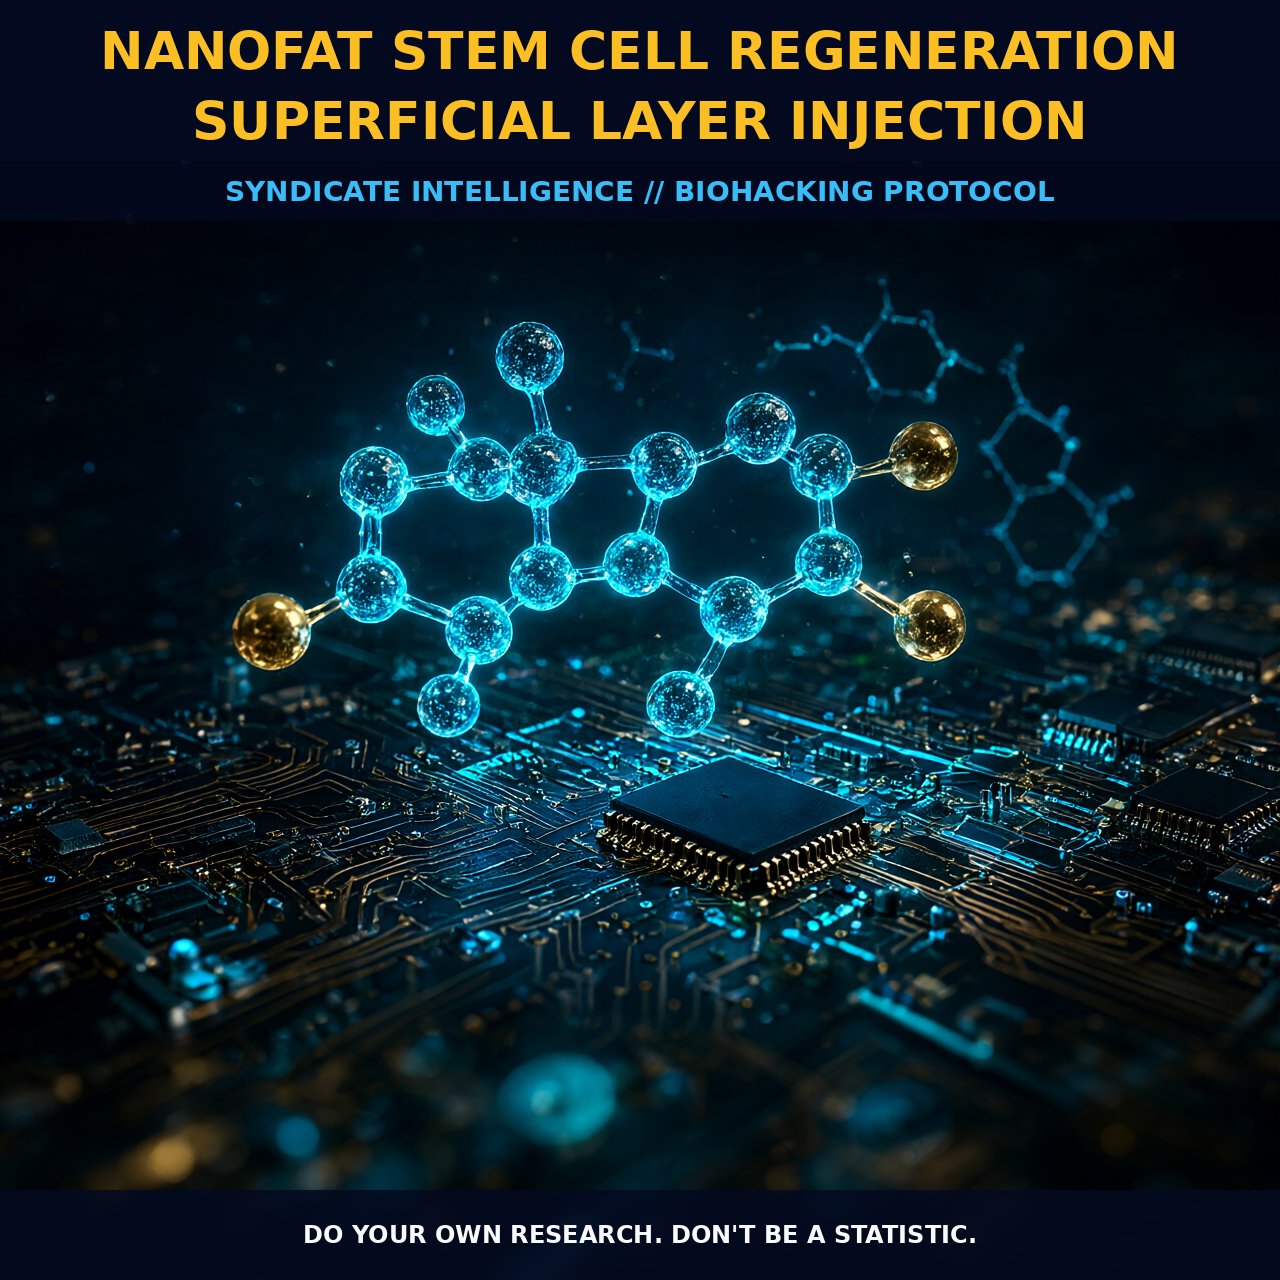 NANOFAT STEM CELL REGENERATION
SUPERFICIAL LAYER INJECTION
SYNDICATE INTELLIGENCE // BIOHACKING PROTOCOL
DO YOUR OWN RESEARCH. DON'T BE A STATISTIC.